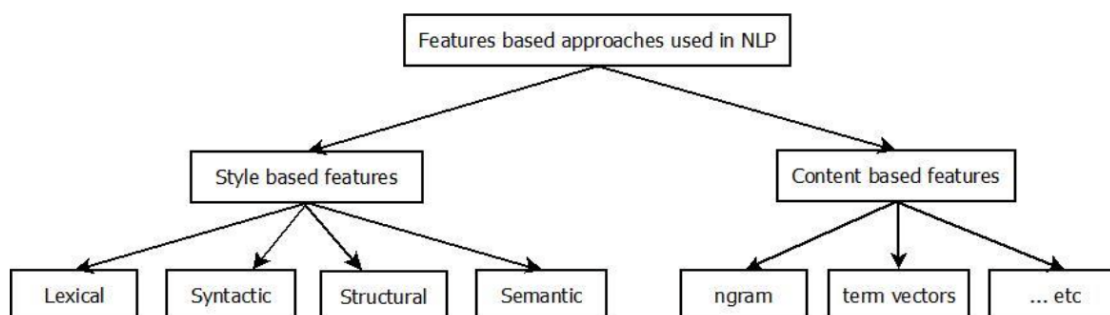 Features based approaches used in NLP
Style based features
Content based features
Lexical
Syntactic
Structural
Semantic
ngram
term vectors
... etc